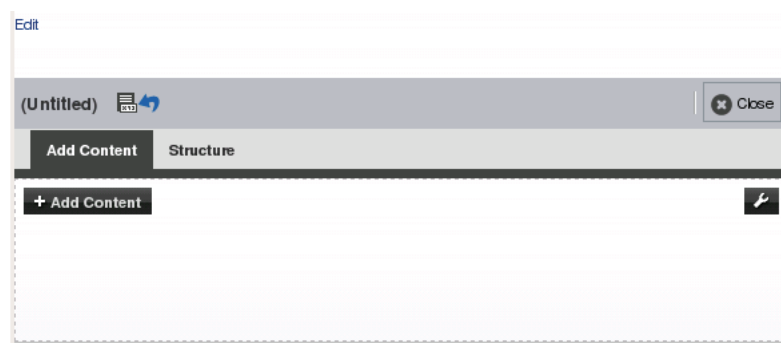 Edit
(Untitled)
Close
Add Content Structure
+ Add Content